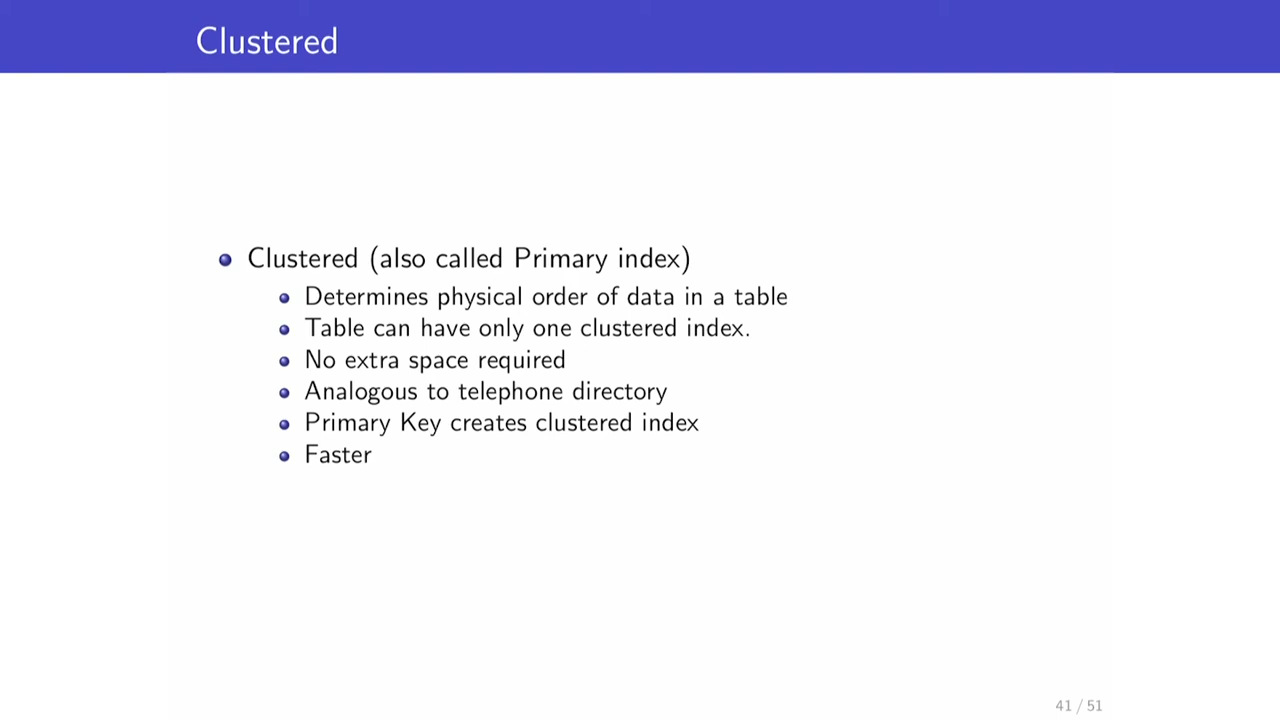 Clustered
Clustered (also called Primary index)
Determines physical order of data in a table
Table can have only one clustered index.
No extra space required
Analogous to telephone directory
Primary Key creates clustered index
Faster
41 / 51